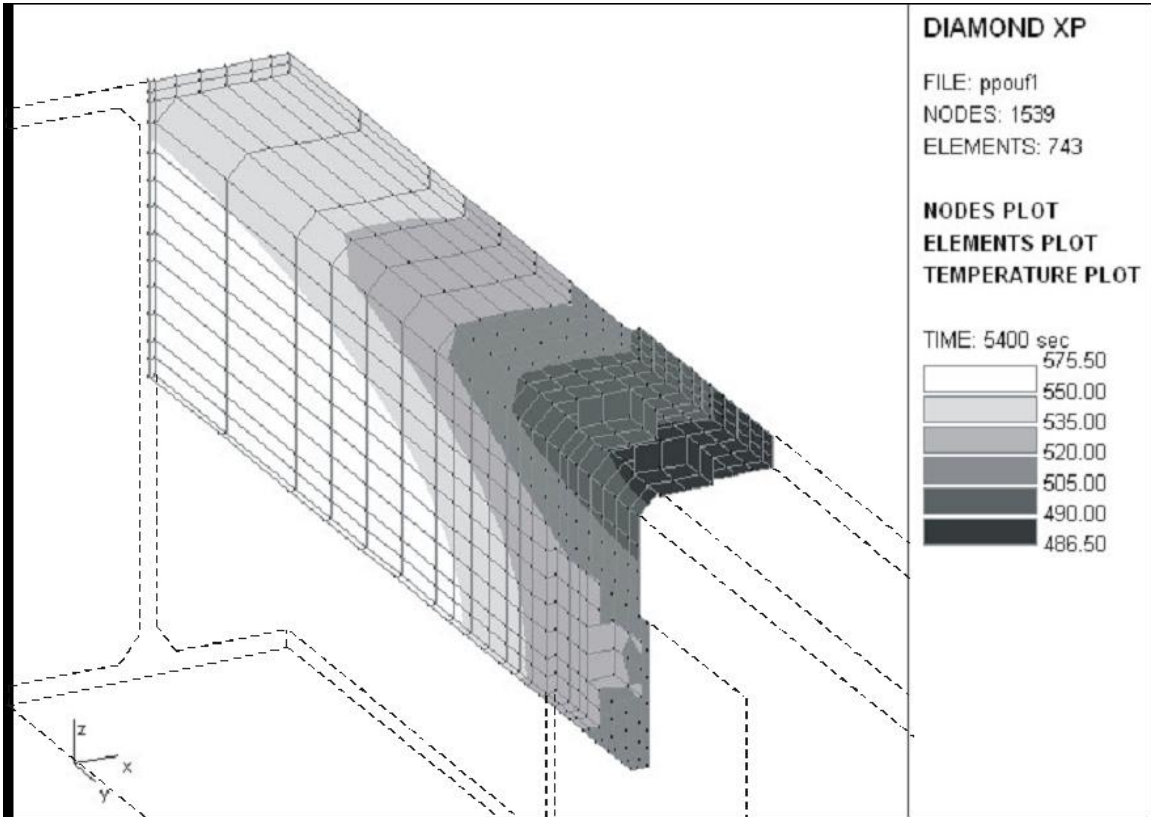 DIAMOND XP
FILE: ppouf1
NODES: 1539
ELEMENTS: 743
NODES PLOT
ELEMENTS PLOT
TEMPERATURE PLOT
TIME: 5400 sec
575.50
550.00
535.00
520.00
505.00
490.00
486.50
z
x
Y